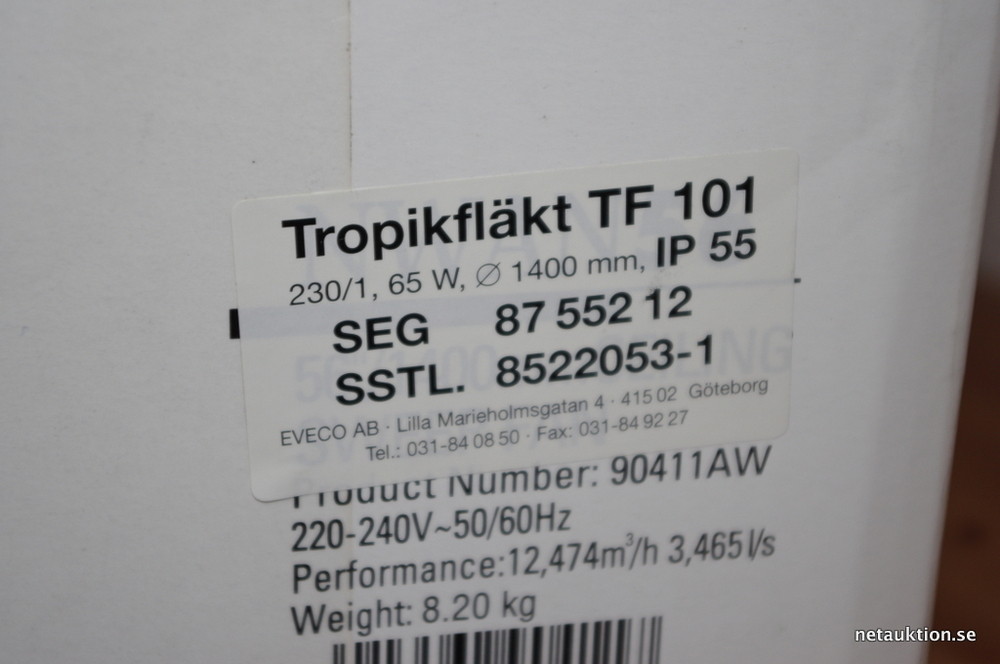 Tropikfläkt TF 101
230/1, 65 W, Ø 1400 mm, IP 55
SEG 87 552 12
SSTL. 8522053-1
EVECO AB · Lilla Marieholmsgatan 4 · 415 02 Göteborg
Tel.: 031-84 08 50 · Fax: 031-84 92 27
Product Number: 90411AW
220-240V~50/60Hz
Performance:12,474m³/h 3,465l/s
Weight: 8.20 kg
netauktion.se